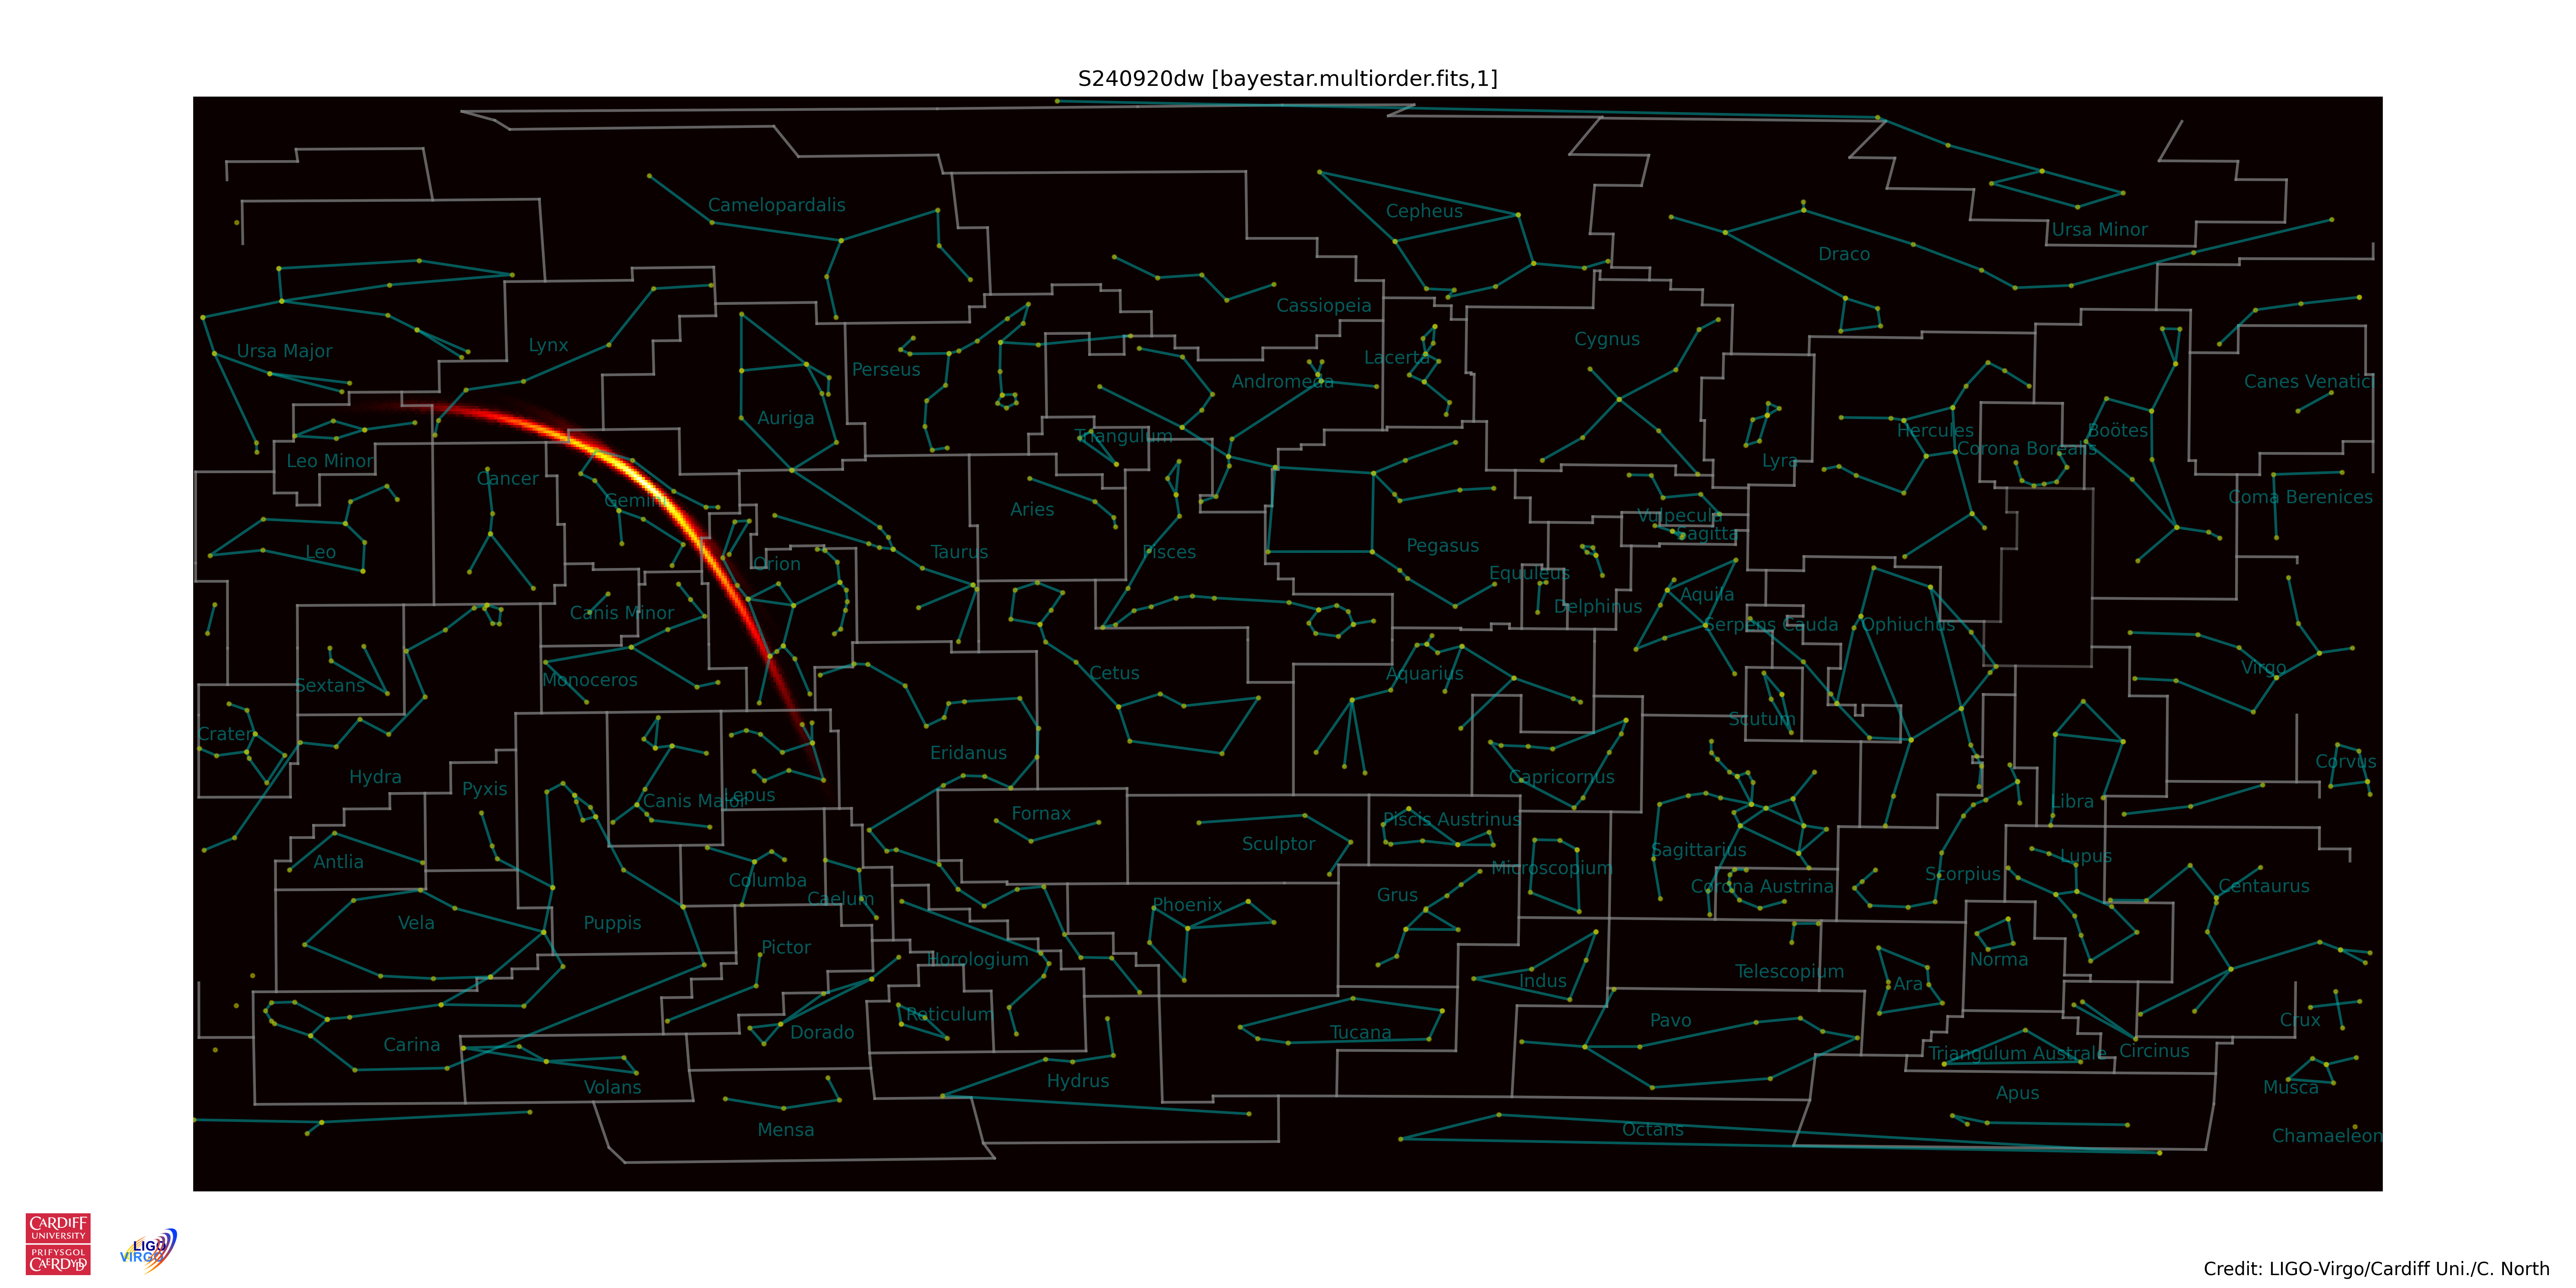 S240920dw [bayestar.multiorder.fits,1]
Camelopardalis
Cepheus
Ursa Minor
Draco
Cassiopeia
Ursa Major
Lynx
Cygnus
Lacerta
Perseus
Andromeda
Canes Venatici
Auriga
Triangulum
Hercules
Boötes
Corona Borealis
Leo Minor
Lyra
Cancer
Gemini
Coma Berenices
Aries
Vulpecula
Sagitta
Leo
Taurus
Pisces
Pegasus
Orion
Equuleus
Aquila
Delphinus
Canis Minor
Serpens Cauda
Ophiuchus
Virgo
Cetus
Aquarius
Monoceros
Sextans
Scutum
Crater
Eridanus
Corvus
Hydra
Capricornus
Pyxis
Lepus
Canis Major
Libra
Fornax
Piscis Austrinus
Sculptor
Sagittarius
Lupus
Antlia
Microscopium
Scorpius
Columba
Corona Austrina
Centaurus
Caelum
Grus
Phoenix
Vela
Puppis
Pictor
Horologium
Norma
Telescopium
Indus
Ara
Reticulum
Pavo
Crux
Dorado
Tucana
Carina
Circinus
Triangulum Australe
Hydrus
Volans
Musca
Apus
Mensa
Octans
Chamaeleon
CARDIFF
UNIVERSITY
PRIFYSGOL
CAERDYDD
LIGO
VIRGO
Credit: LIGO-Virgo/Cardiff Uni./C. North